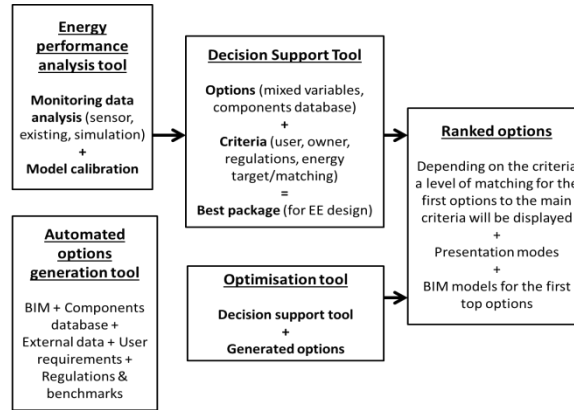 Energy
performance
analysis tool
Monitoring data
analysis (sensor,
existing, simulation)
+
Model calibration
Decision Support Tool
Options (mixed variables,
components database)
+
Criteria (user, owner,
regulations, energy
target/matching)
=
Best package (for EE design)
Ranked options
Depending on the criteria
a level of matching for the
first options to the main
criteria will be displayed
+
Presentation modes
+
BIM models for the first
top options
Automated
options
generation tool
BIM + Components
database +
External data + User
requirements +
Regulations &
benchmarks
Optimisation tool
Decision support tool
+
Generated options